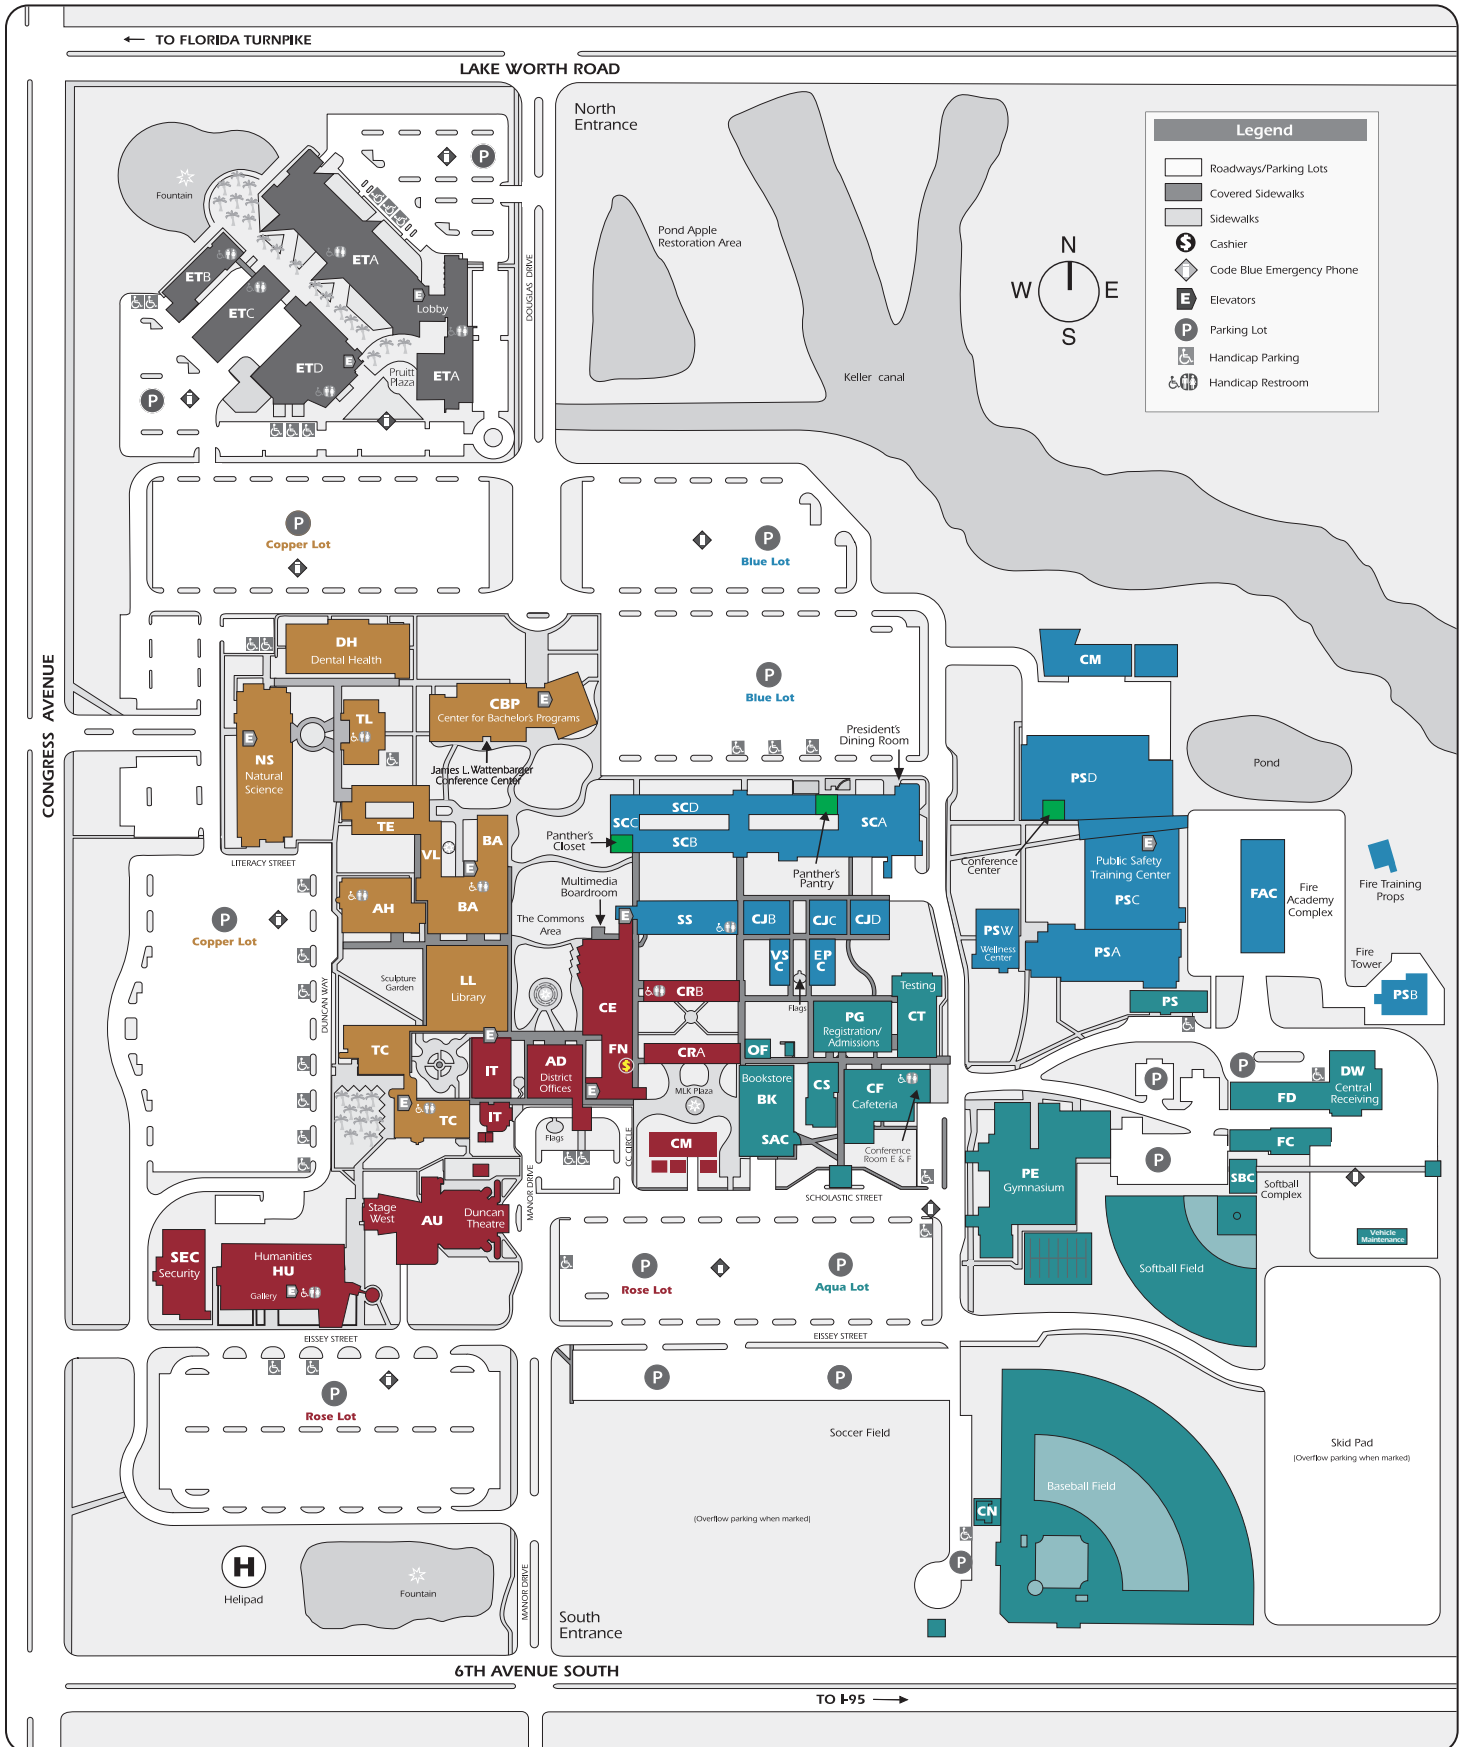 ← TO FLORIDA TURNPIKE
LAKE WORTH ROAD
North
Entrance
Legend
Roadways/Parking Lots
Covered Sidewalks
Sidewalks
$ Cashier
Code Blue Emergency Phone
E Elevators
P Parking Lot
Handicap Parking
Handicap Restroom
N
W E
S
P
Fountain
Pond Apple
Restoration Area
DOUGLAS DRIVE
ETA
ETB
ETC
E
Lobby
ETD
E
Pruitt
Plaza
ETA
Keller canal
P
P
Copper Lot
P
Blue Lot
CONGRESS AVENUE
DH
Dental Health
CM
P
Blue Lot
CBP
E
Center for Bachelor's Programs
TL
E
NS
Natural
Science
James L. Wattenbarger
Conference Center
President's
Dining Room
PSD
Pond
SCD
SCC
SCA
SCB
TE
VL
BA
E
BA
Panther's
Closet
Panther's
Pantry
Conference
Center
E
Public Safety
Training Center
PSC
FAC
Fire
Academy
Complex
Fire Training
Props
LITERACY STREET
Multimedia
Boardroom
AH
The Commons
Area
E
SS
CJB
CJC
CJD
PSW
Wellness
Center
PSA
P
Copper Lot
VS
C
EP
C
Fire
Tower
PSB
Sculpture
Garden
LL
Library
DUNCAN WAY
CRB
Flags
Testing
CT
PS
CE
PG
Registration/
Admissions
TC
E
IT
AD
District
Offices
FN
$
CRA
OF
E
MLK Plaza
Bookstore
BK
CS
CF
Cafeteria
P
P
DW
Central
Receiving
FD
E
TC
IT
Flags
CC CIRCLE
CM
SAC
Conference
Room E & F
FC
P
PE
Gymnasium
SBC
Softball
Complex
MANOR DRIVE
SCHOLASTIC STREET
Stage
West
AU
Duncan
Theatre
Vehicle
Maintenance
SEC
Security
Humanities
HU
Gallery
E
P
Rose Lot
P
Aqua Lot
Softball Field
EISSEY STREET
EISSEY STREET
P
P
P
Rose Lot
Soccer Field
Skid Pad
(Overflow parking when marked)
Baseball Field
(Overflow parking when marked)
CN
P
H
Helipad
Fountain
MANOR DRIVE
South
Entrance
6TH AVENUE SOUTH
TO I-95 →